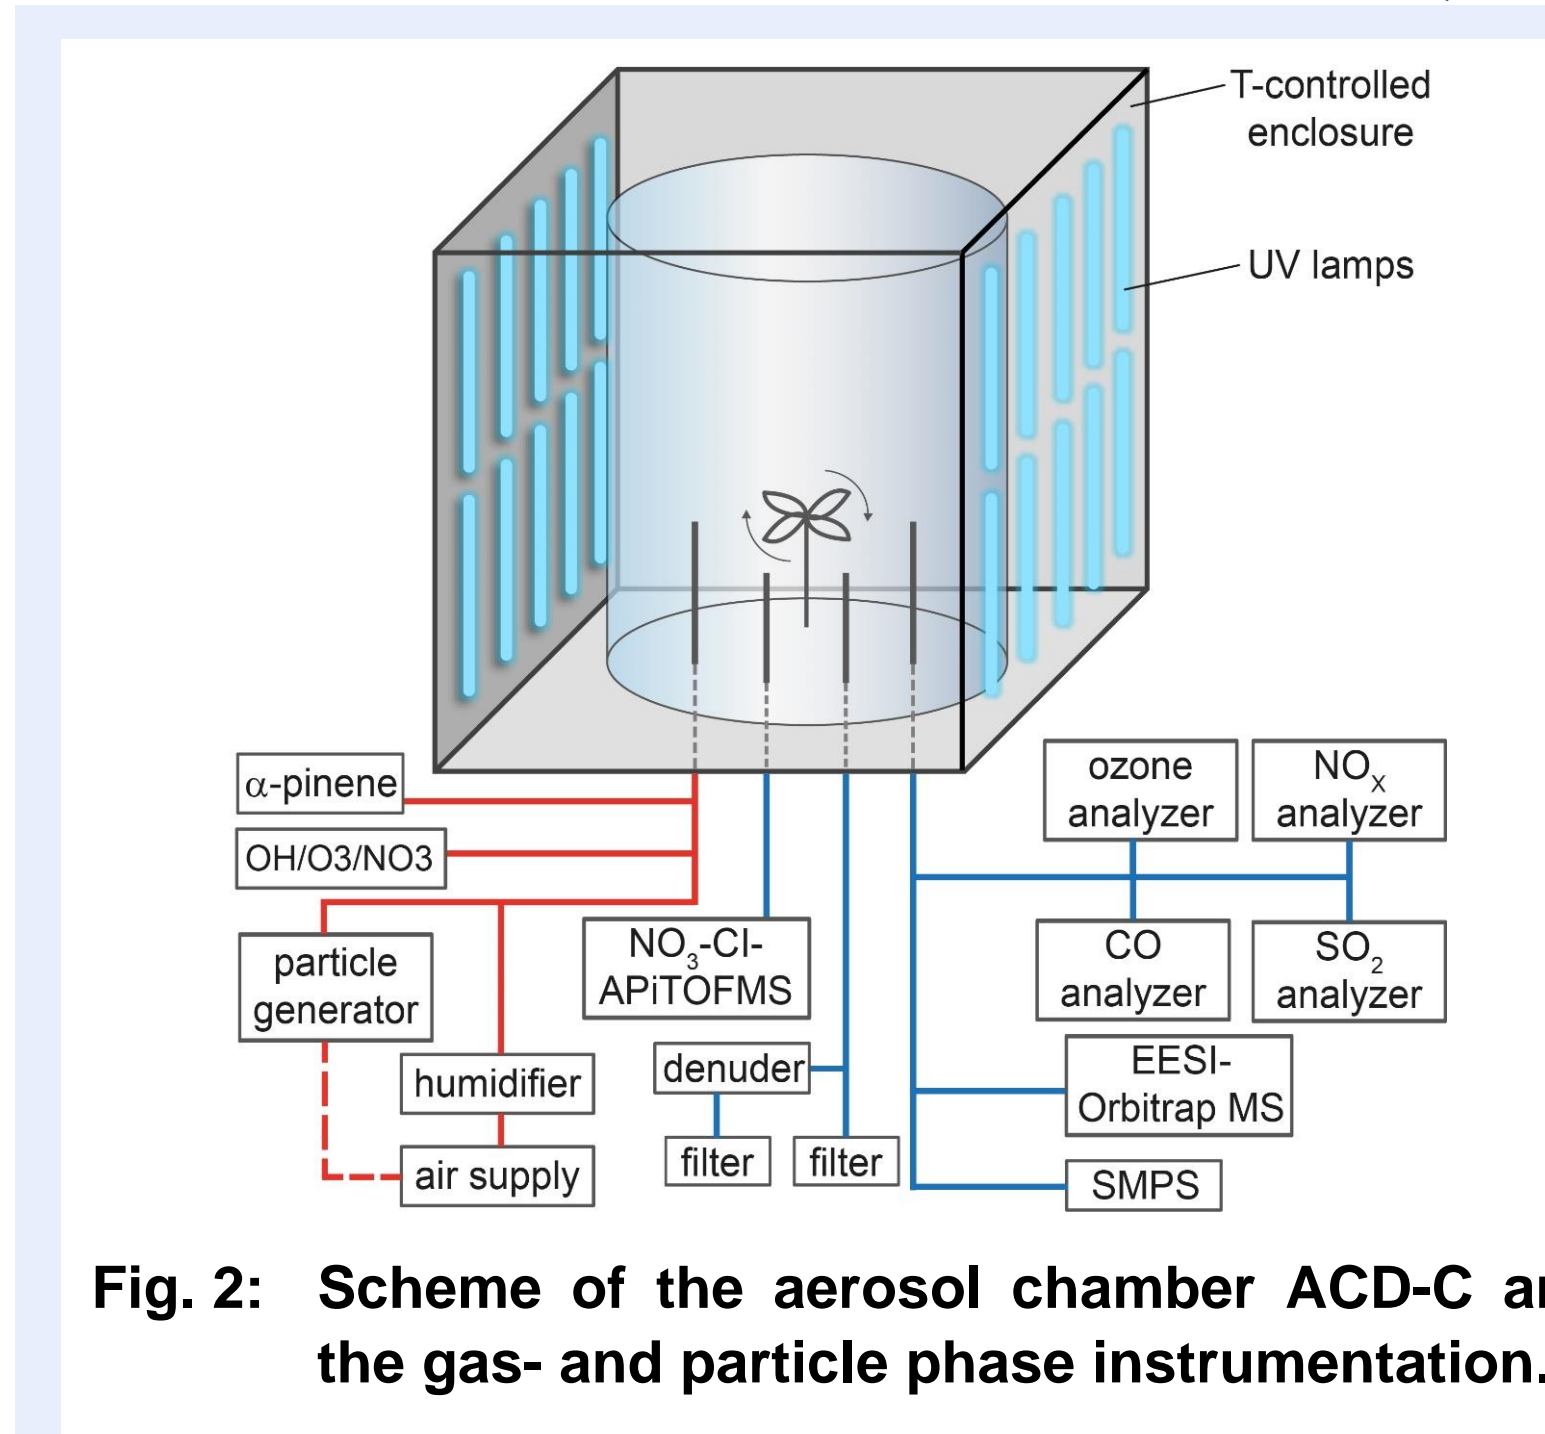 T-controlled
enclosure
UV lamps
α-pinene
OH/O3/NO3
particle
generator
humidifier
air supply
NO3-CI-
APiTOFMS
denuder
filter
filter
ozone
analyzer
NOX
analyzer
CO
analyzer
SO2
analyzer
EESI-
Orbitrap MS
SMPS
Fig. 2: Scheme of the aerosol chamber ACD-C
the gas- and particle phase instrumentation.